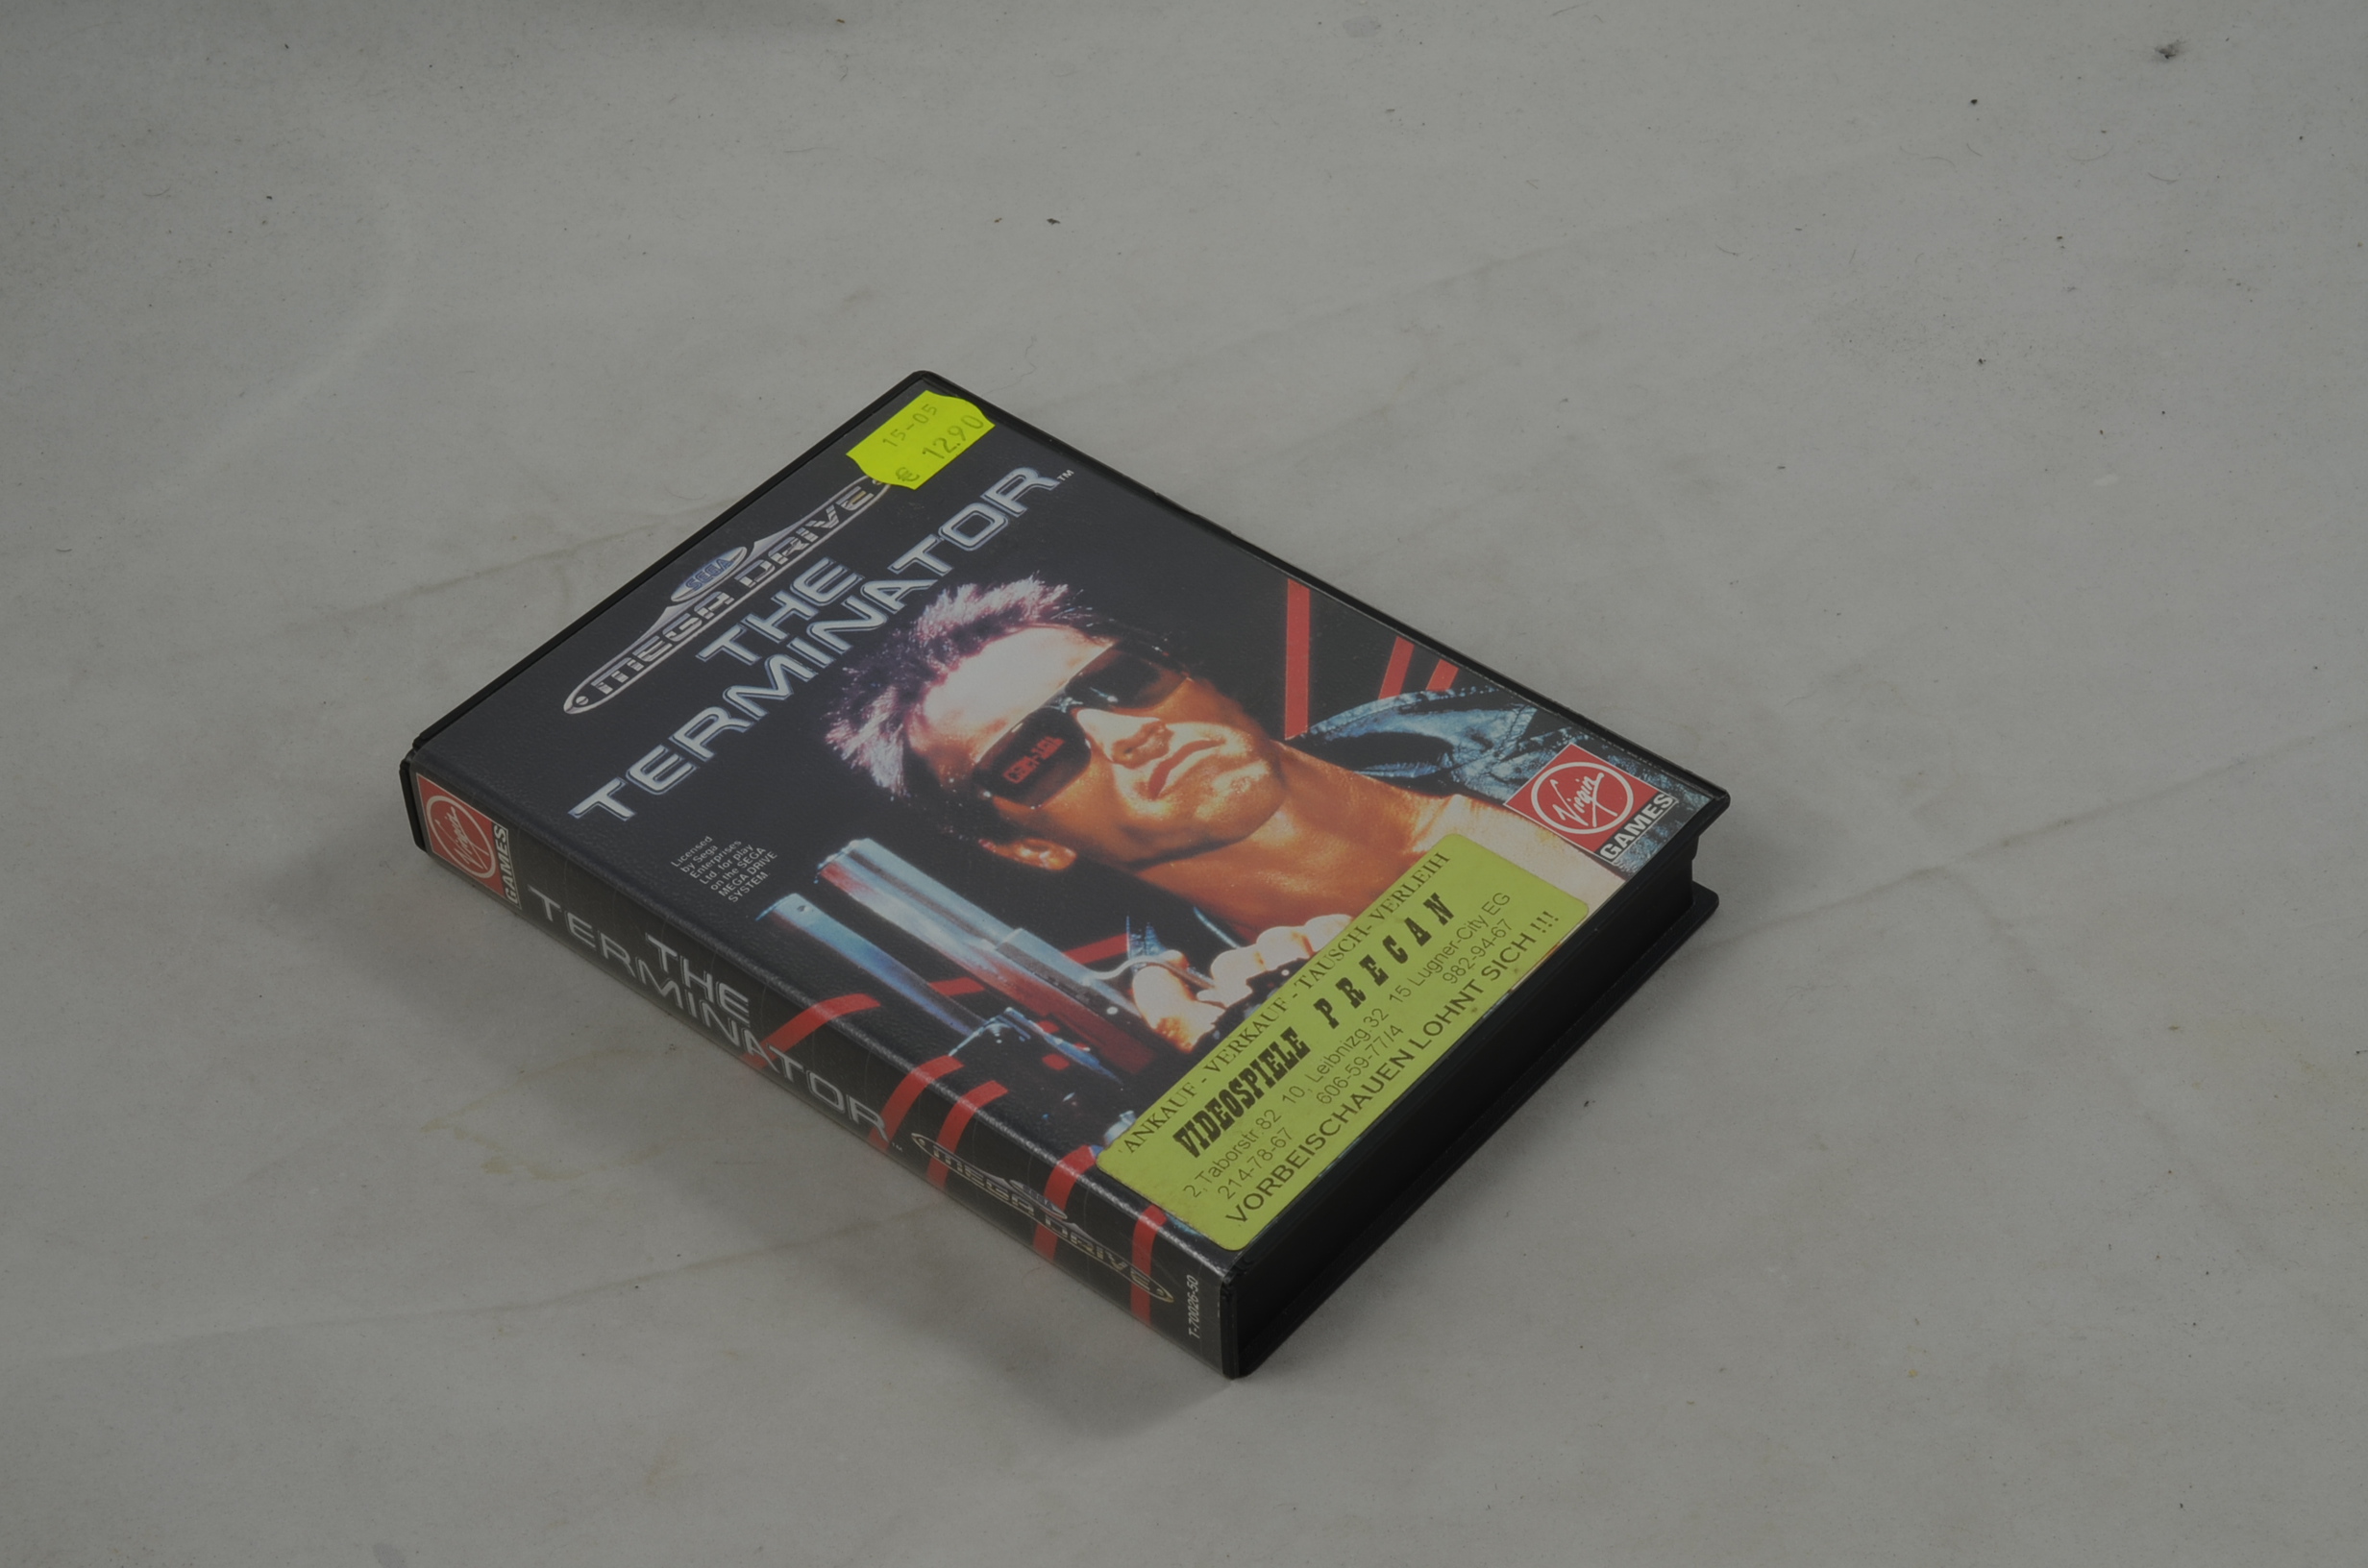 15-05
€ 12.90
SEGA
MEGA DRIVE
THE
TERMINATOR™
Licensed
by Sega
Enterprises
Ltd for play
on the SEGA
MEGA DRIVE
SYSTEM
Virgin
GAMES
ANKAUF - VERKAUF - TAUSCH- VERLEIH
VIDEOSPIELE PRECAN
2,Taborstr 82 10, Leibnizg 32 15 Lugner-City EG
214-78-67 606-59-77/4 982-94-67
VORBEISCHAUEN LOHNT SICH !!!!
Virgin
GAMES
THE
TERMINATOR
MEGA DRIVE
T-70026-50